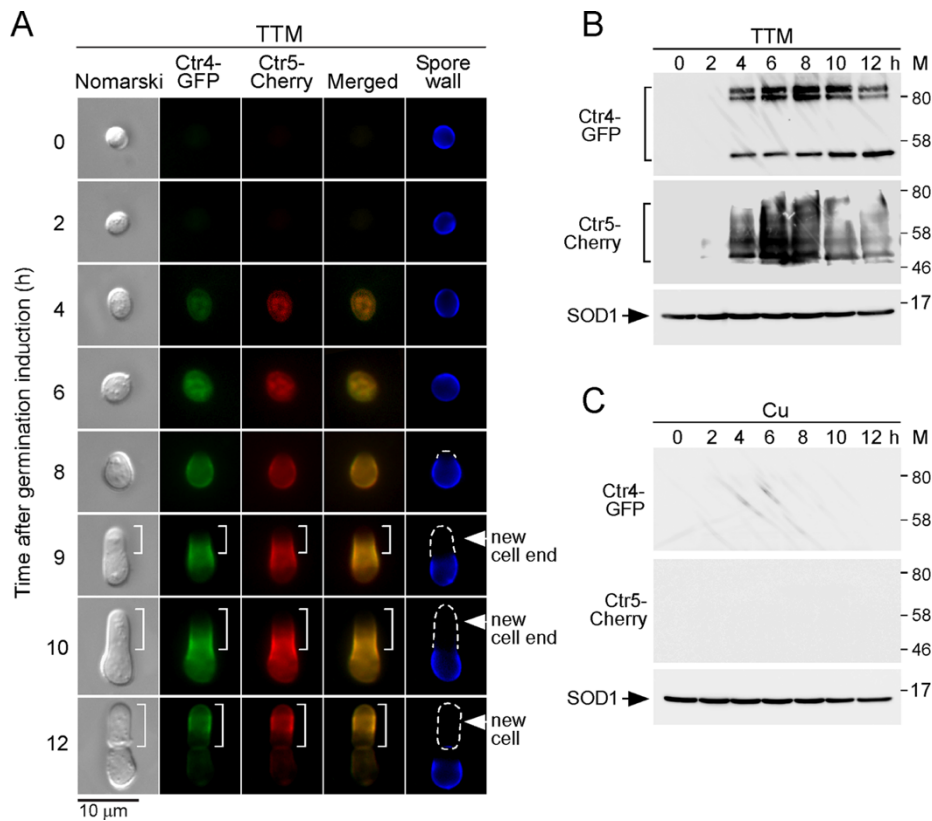 A
TTM
Nomarski Ctr4-GFP Ctr5-Cherry Merged Spore wall
Time after germination induction (h)
0
2
4
6
8
9
new cell end
10
new cell end
12
new cell
10 µm
B
TTM
0 2 4 6 8 10 12 h M
Ctr4-GFP
80
58
Ctr5-Cherry
80
58
46
SOD1
17
C
Cu
0 2 4 6 8 10 12 h M
Ctr4-GFP
80
58
Ctr5-Cherry
80
58
46
SOD1
17